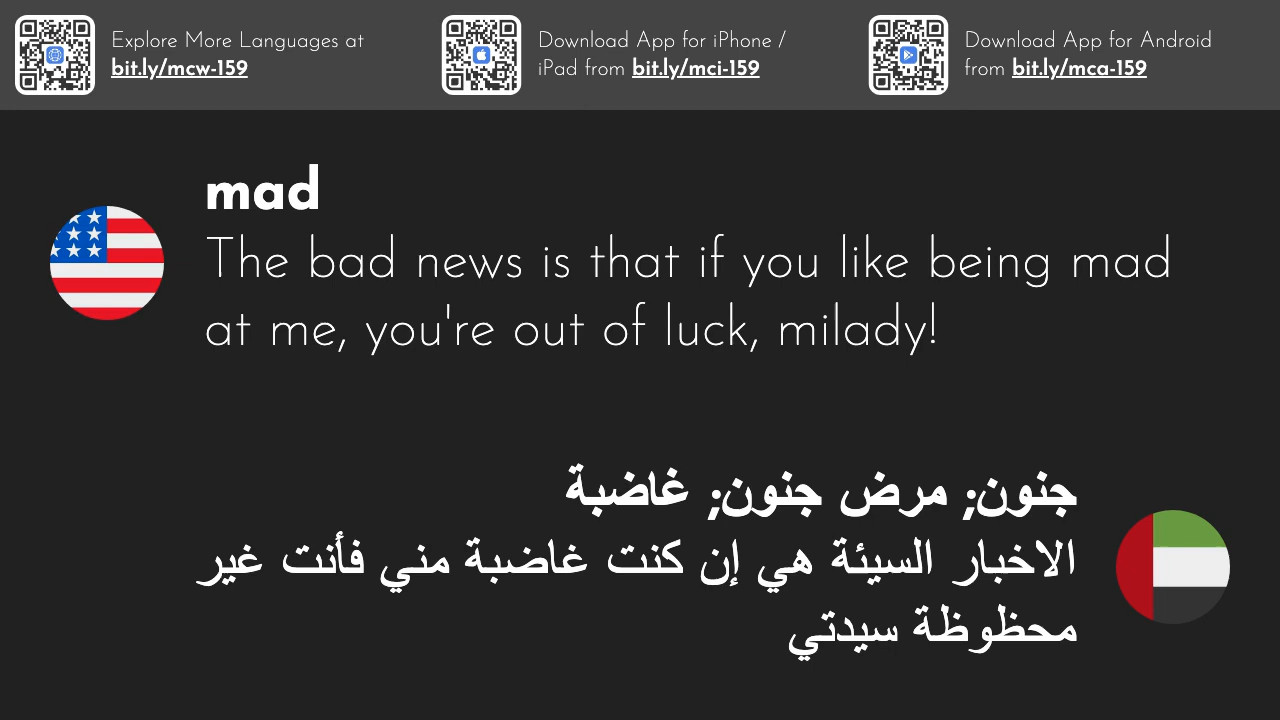 Explore More Languages at
bit.ly/mcw-159
Download App for iPhone /
iPad from bit.ly/mci-159
Download App for Android
from bit.ly/mca-159
mad
The bad news is that if you like being mad
at me, you're out of luck, milady!
جنون; مرض جنون; غاضبة
الاخبار السيئة هي إن كنت غاضبة مني فأنت غير
محظوظة سيدتي